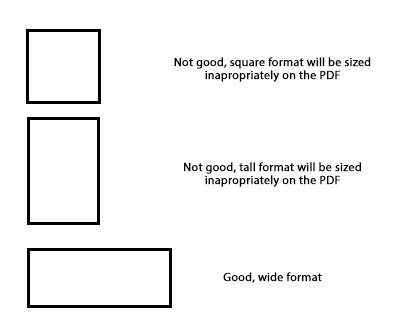 Not good, square format will be sized
inapropriately on the PDF
Not good, tall format will be sized
inapropriately on the PDF
Good, wide format